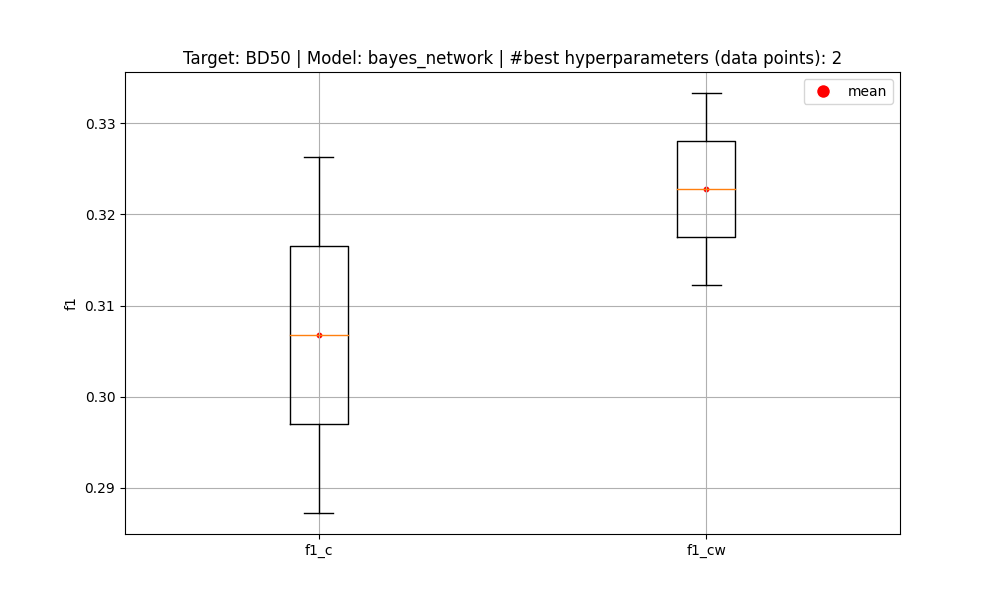 Target: BD50 | Model: bayes_network | #best hyperparameters (data points): 2
mean
0.33
0.32
0.31
0.30
0.29
f1
f1_c
f1_cw